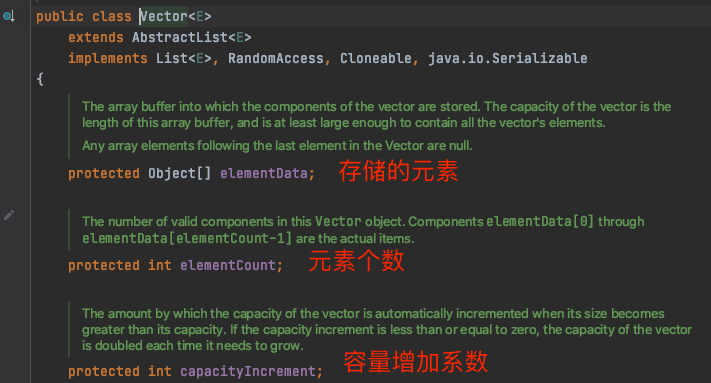 public class Vector<E>
extends AbstractList<E>
implements List<E>, RandomAccess, Cloneable, java.io.Serializable
{
The array buffer into which the components of the vector are stored. The capacity of the vector is the
length of this array buffer, and is at least large enough to contain all the vector's elements.
Any array elements following the last element in the Vector are null.
protected Object[] elementData; 存储的元素
The number of valid components in this Vector object. Components elementData[0] through
elementData[elementCount-1] are the actual items.
protected int elementCount; 元素个数
The amount by which the capacity of the vector is automatically incremented when its size becomes
greater than its capacity. If the capacity increment is less than or equal to zero, the capacity of the vector
is doubled each time it needs to grow.
protected int capacityIncrement; 容量增加系数